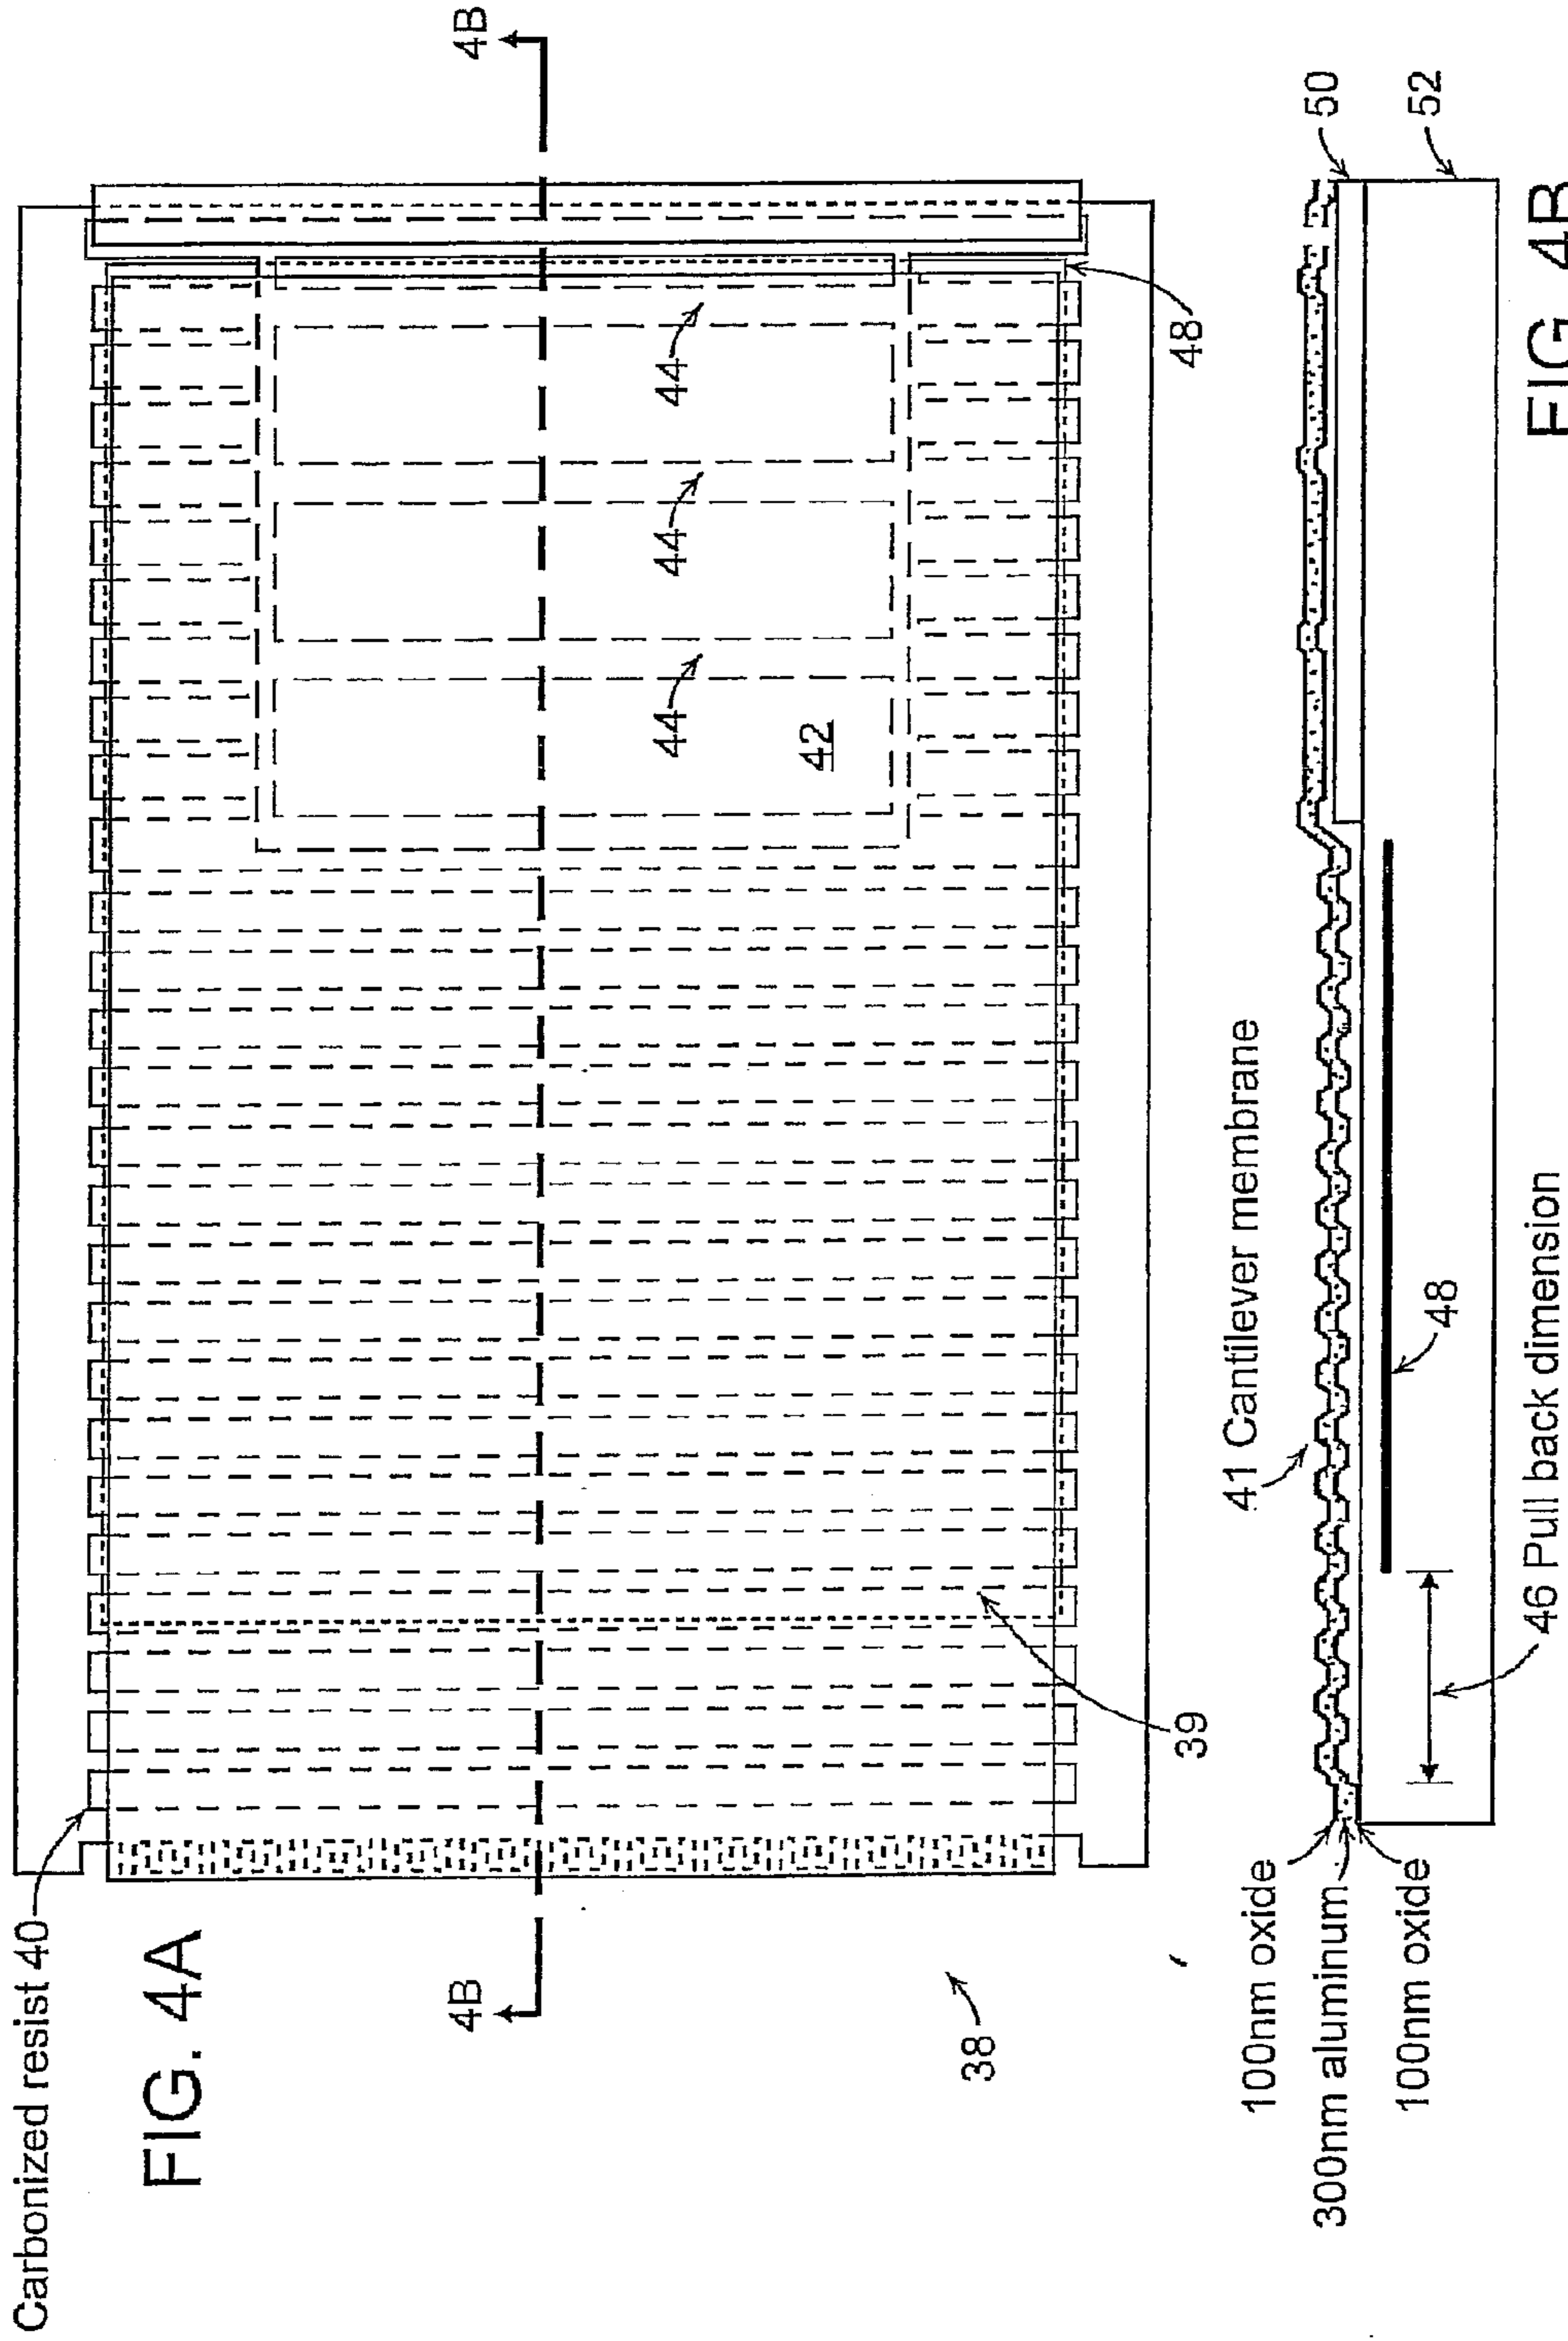 Carbonized resist 40
FIG. 4A
4B
4B
44
44
44
42
48
39
38
41 Cantilever membrane
50
52
100nm oxide
300nm aluminum
100nm oxide
48
46 Pull back dimension
FIG. 4B